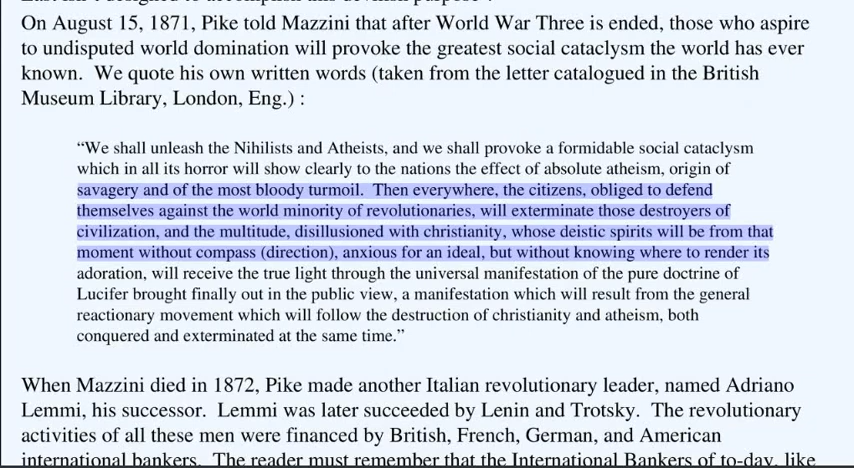 On August 15, 1871, Pike told Mazzini that after World War Three is ended, those who aspire
to undisputed world domination will provoke the greatest social cataclysm the world has ever
known. We quote his own written words (taken from the letter catalogued in the British
Museum Library, London, Eng.) :
“We shall unleash the Nihilists and Atheists, and we shall provoke a formidable social cataclysm
which in all its horror will show clearly to the nations the effect of absolute atheism, origin of
savagery and of the most bloody turmoil. Then everywhere, the citizens, obliged to defend
themselves against the world minority of revolutionaries, will exterminate those destroyers of
civilization, and the multitude, disillusioned with christianity, whose deistic spirits will be from that
moment without compass (direction), anxious for an ideal, but without knowing where to render its
adoration, will receive the true light through the universal manifestation of the pure doctrine of
Lucifer brought finally out in the public view, a manifestation which will result from the general
reactionary movement which will follow the destruction of christianity and atheism, both
conquered and exterminated at the same time.”
When Mazzini died in 1872, Pike made another Italian revolutionary leader, named Adriano
Lemmi, his successor. Lemmi was later succeeded by Lenin and Trotsky. The revolutionary
activities of all these men were financed by British, French, German, and American
international bankers. The reader must remember that the International Bankers of to-day, like